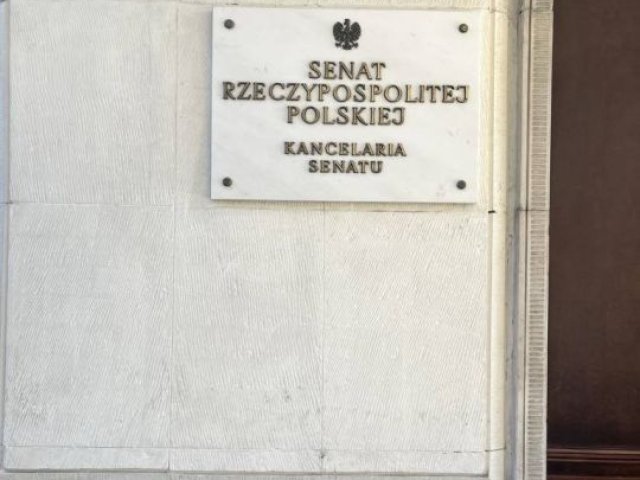 SENAT
RZECZYPOSPOLITEJ
POLSKIEJ
KANCELARIA
SENATU